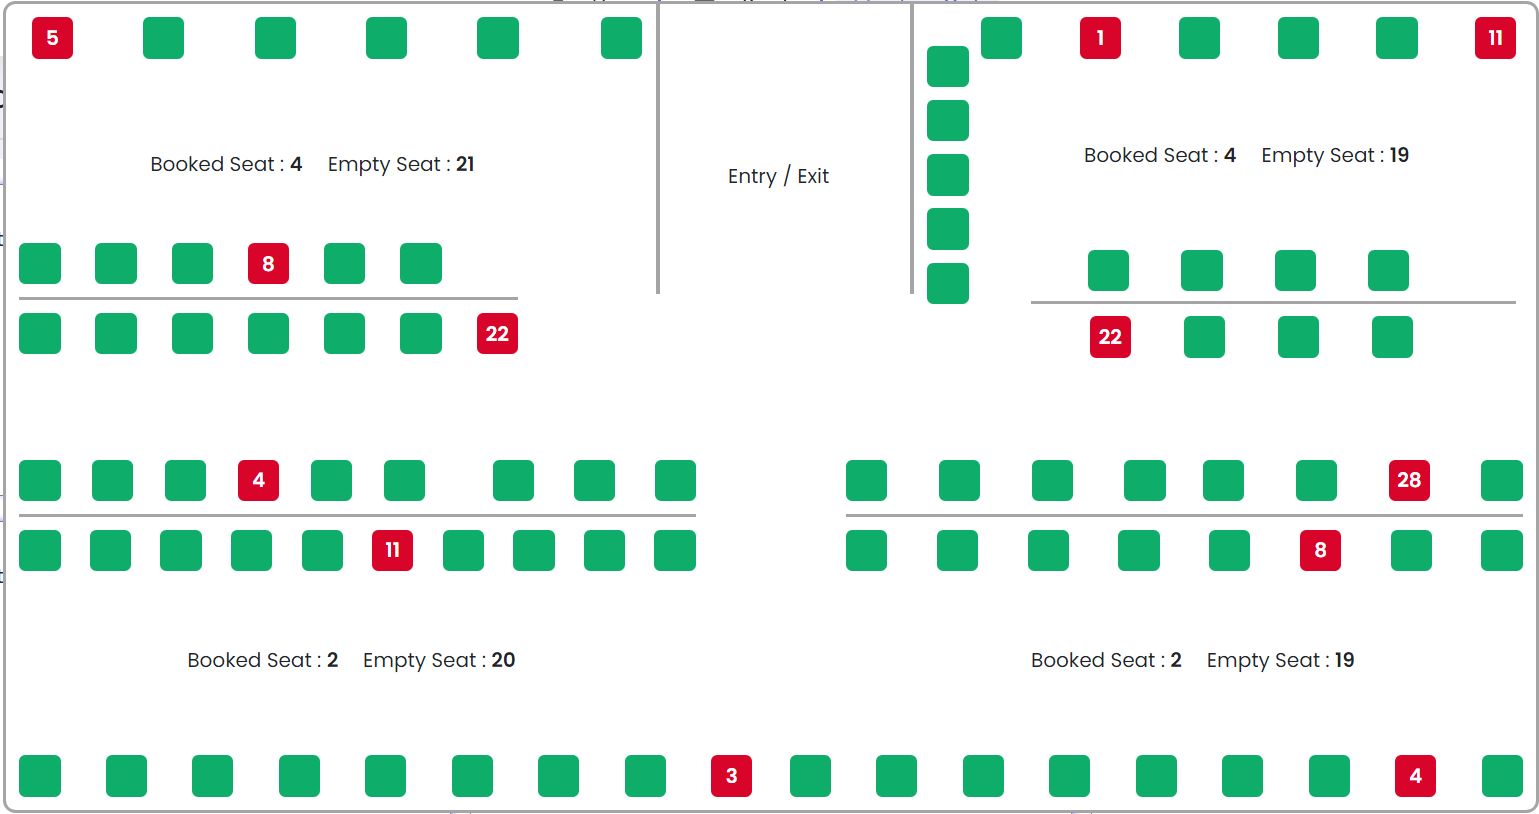 5
1
11
Booked Seat : 4 Empty Seat : 21
Entry / Exit
Booked Seat : 4 Empty Seat : 19
8
22
22
4
28
11
8
Booked Seat : 2 Empty Seat : 20
Booked Seat : 2 Empty Seat : 19
3
4